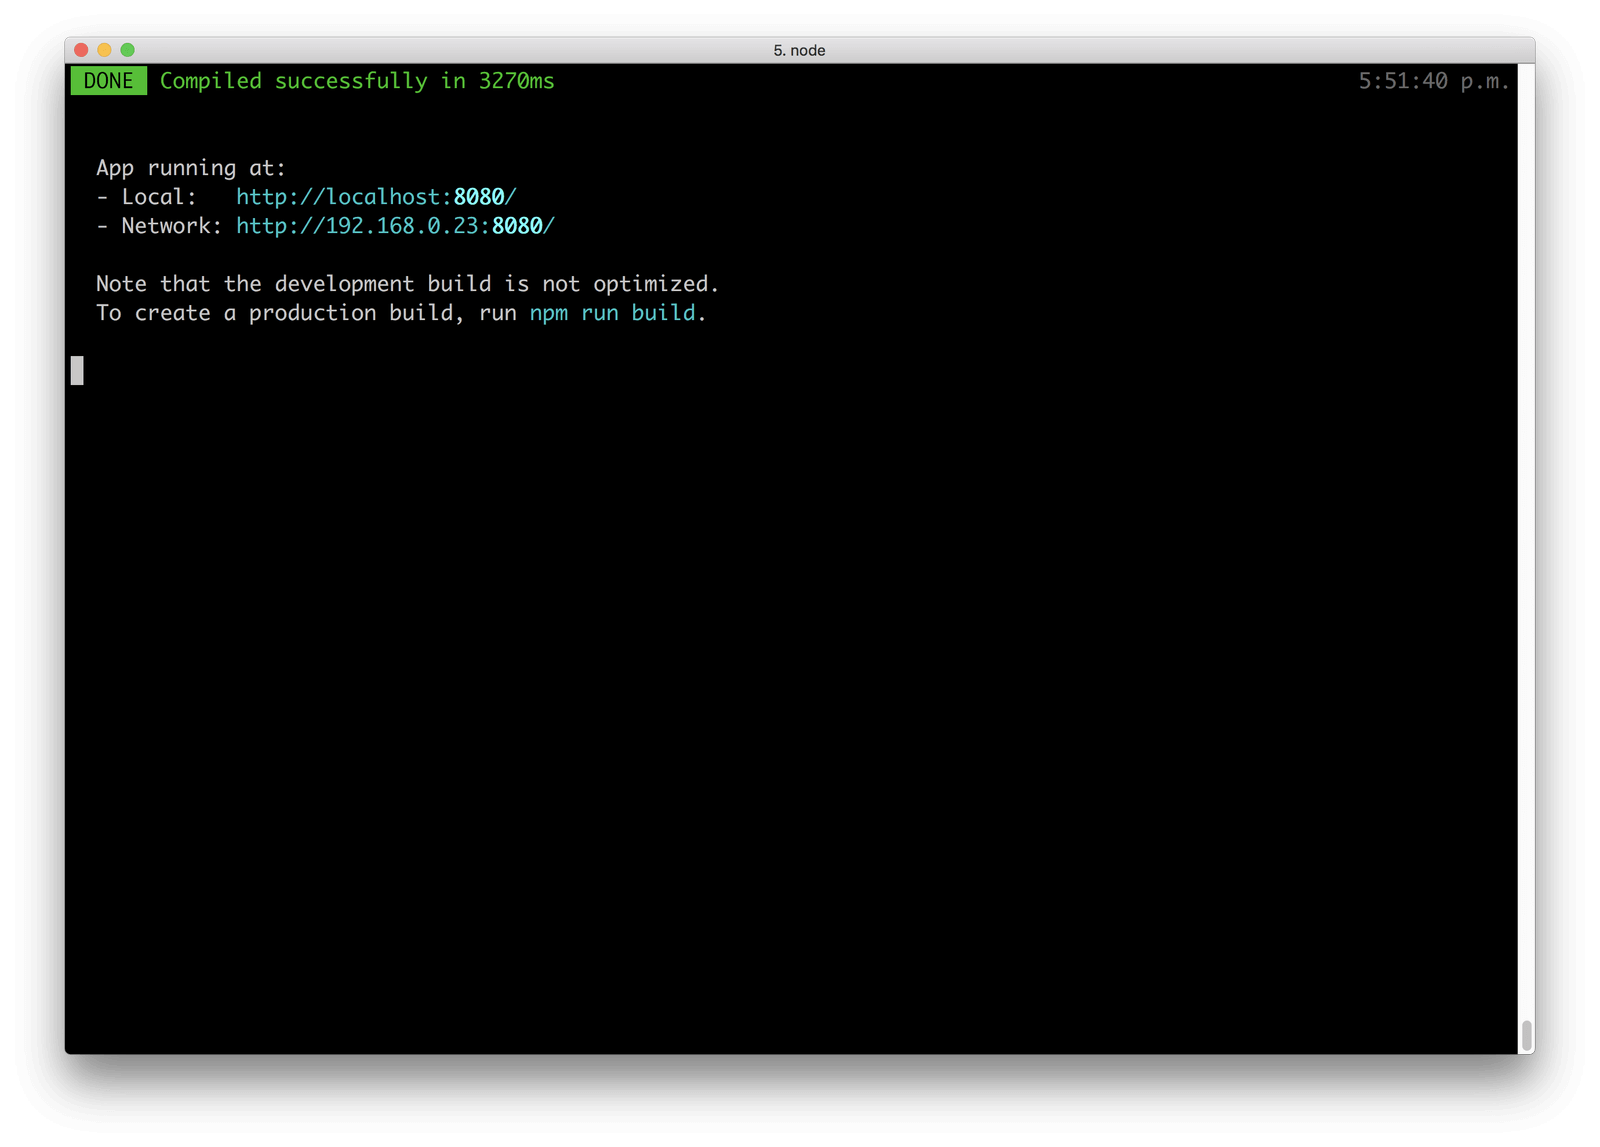 5. node
DONE Compiled successfully in 3270ms 5:51:40 p.m.
App running at:
- Local: http://localhost:8080/
- Network: http://192.168.0.23:8080/
Note that the development build is not optimized.
To create a production build, run npm run build.